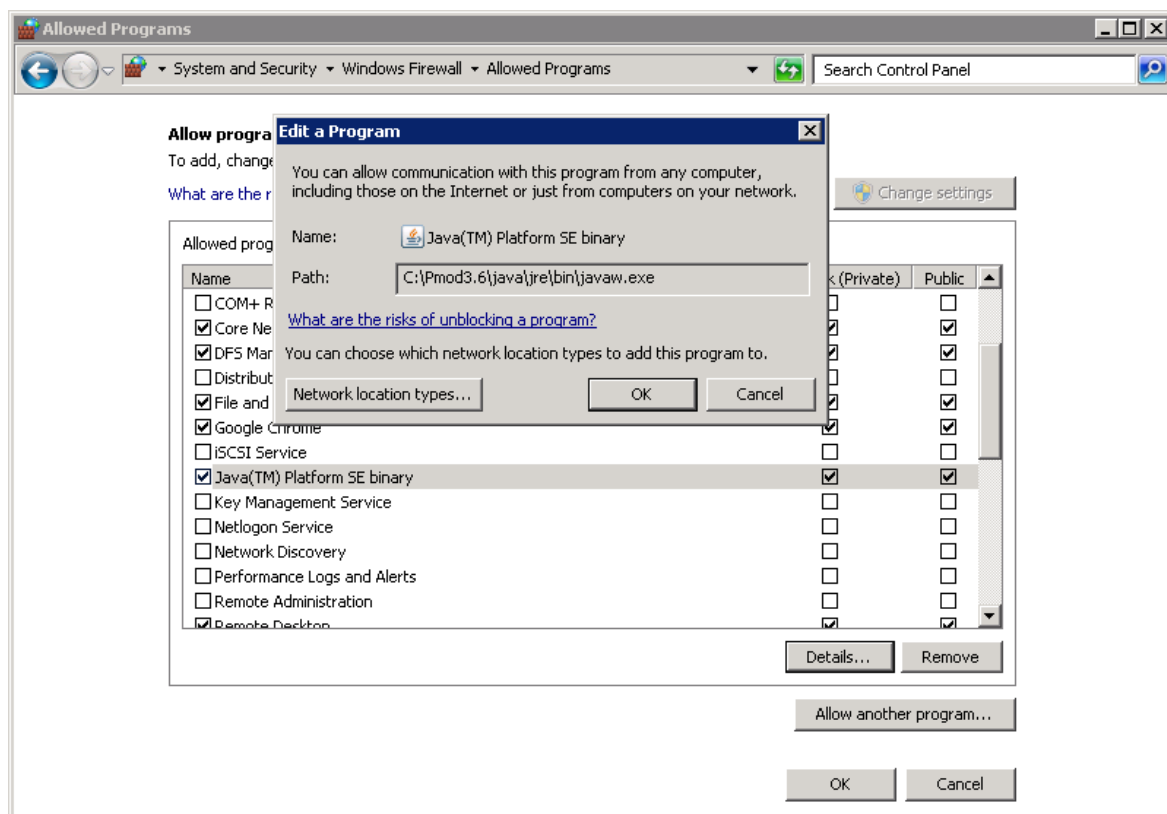 Allowed Programs
System and Security Windows Firewall Allowed Programs
Search Control Panel
Allow progra
To add, change
What are the r
Change settings
Allowed prog
Edit a Program
You can allow communication with this program from any computer,
including those on the Internet or just from computers on your network.
Name: Java(TM) Platform SE binary
Path: C:\Pmod3.6\java\jre\bin\javaw.exe
What are the risks of unblocking a program?
You can choose which network location types to add this program to.
Network location types... OK Cancel
Name (Private) Public
COM+ R
Core Ne
DFS Mar
Distribut
File and
Google Chrome
iSCSI Service
Java(TM) Platform SE binary
Key Management Service
Netlogon Service
Network Discovery
Performance Logs and Alerts
Remote Administration
Remote Desktop
Details... Remove
Allow another program...
OK Cancel